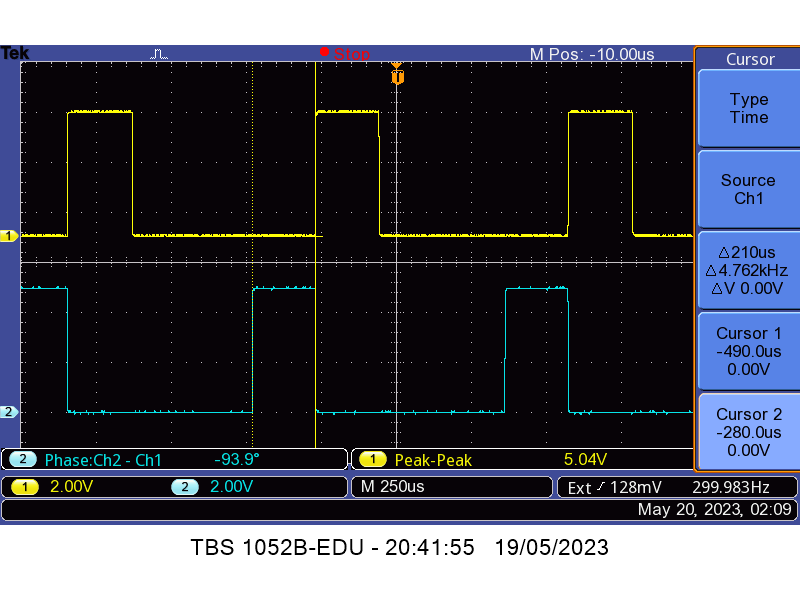 Tek Stop M Pos: -10.00us
T
Cursor
Type
Time
Source
Ch1
△210us
△4.762kHz
△V 0.00V
Cursor 1
-490.0us
0.00V
Cursor 2
-280.0us
0.00V
1
2
2 Phase:Ch2 - Ch1 -93.9° 1 Peak-Peak 5.04V
1 2.00V 2 2.00V M 250us Ext 128mV 299.983Hz
May 20, 2023, 02:09
TBS 1052B-EDU - 20:41:55 19/05/2023